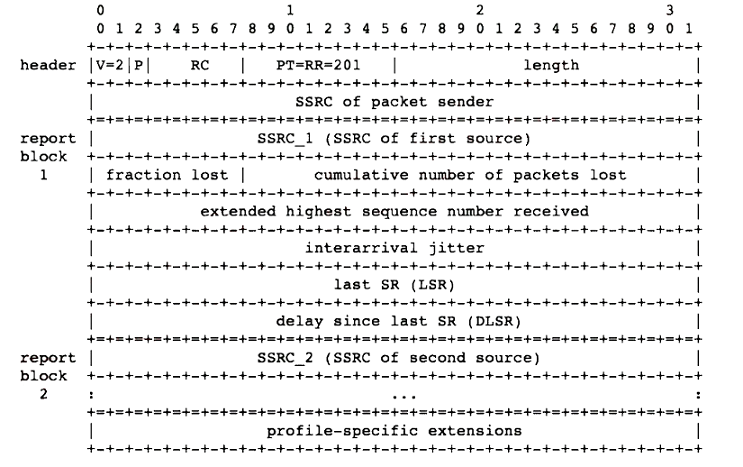 0                   1                   2                   3
 0 1 2 3 4 5 6 7 8 9 0 1 2 3 4 5 6 7 8 9 0 1 2 3 4 5 6 7 8 9 0 1
+-+-+-+-+-+-+-+-+-+-+-+-+-+-+-+-+-+-+-+-+-+-+-+-+-+-+-+-+-+-+-+-+
header |V=2|P|    RC   |   PT=RR=201   |             length            |
+-+-+-+-+-+-+-+-+-+-+-+-+-+-+-+-+-+-+-+-+-+-+-+-+-+-+-+-+-+-+-+-+
|                     SSRC of packet sender                     |
+=+=+=+=+=+=+=+=+=+=+=+=+=+=+=+=+=+=+=+=+=+=+=+=+=+=+=+=+=+=+=+=+
report |                 SSRC_1 (SSRC of first source)                 |
block  +-+-+-+-+-+-+-+-+-+-+-+-+-+-+-+-+-+-+-+-+-+-+-+-+-+-+-+-+-+-+-+-+
1    | fraction lost |       cumulative number of packets lost       |
+-+-+-+-+-+-+-+-+-+-+-+-+-+-+-+-+-+-+-+-+-+-+-+-+-+-+-+-+-+-+-+-+
|           extended highest sequence number received           |
+-+-+-+-+-+-+-+-+-+-+-+-+-+-+-+-+-+-+-+-+-+-+-+-+-+-+-+-+-+-+-+-+
|                      interarrival jitter                      |
+-+-+-+-+-+-+-+-+-+-+-+-+-+-+-+-+-+-+-+-+-+-+-+-+-+-+-+-+-+-+-+-+
|                         last SR (LSR)                         |
+-+-+-+-+-+-+-+-+-+-+-+-+-+-+-+-+-+-+-+-+-+-+-+-+-+-+-+-+-+-+-+-+
|                   delay since last SR (DLSR)                  |
+=+=+=+=+=+=+=+=+=+=+=+=+=+=+=+=+=+=+=+=+=+=+=+=+=+=+=+=+=+=+=+=+
report |                 SSRC_2 (SSRC of second source)                |
block  +-+-+-+-+-+-+-+-+-+-+-+-+-+-+-+-+-+-+-+-+-+-+-+-+-+-+-+-+-+-+-+-+
2    :                               ...                             :
+=+=+=+=+=+=+=+=+=+=+=+=+=+=+=+=+=+=+=+=+=+=+=+=+=+=+=+=+=+=+=+=+
|                  profile-specific extensions                  |
+-+-+-+-+-+-+-+-+-+-+-+-+-+-+-+-+-+-+-+-+-+-+-+-+-+-+-+-+-+-+-+-+